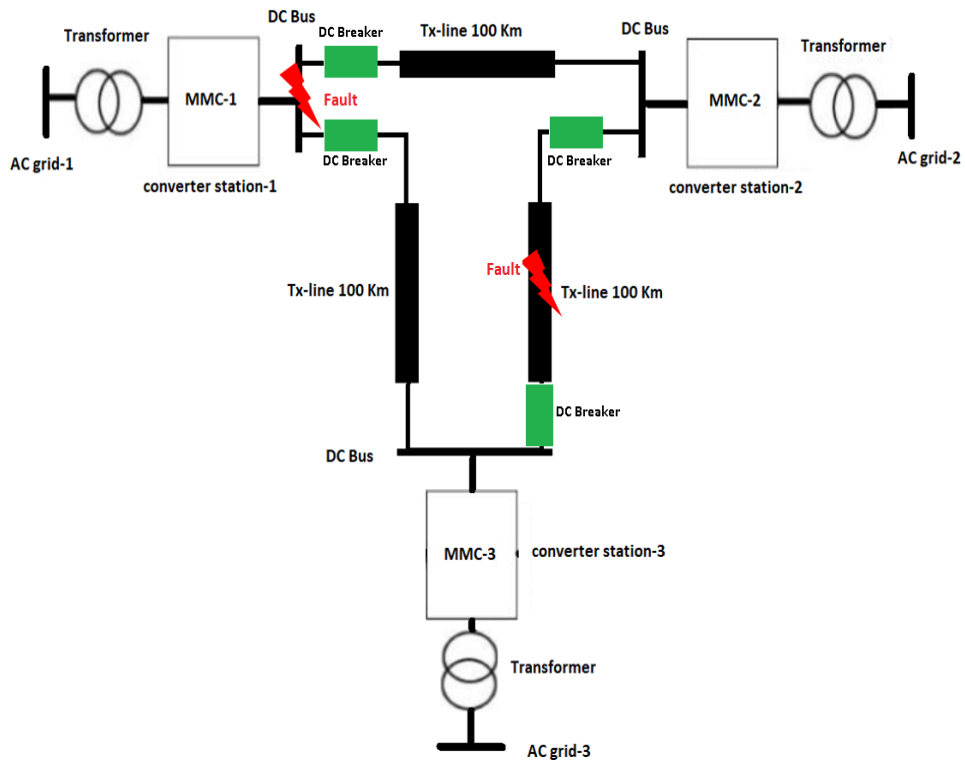 DC Bus
DC Breaker
Tx-line 100 Km
DC Bus
Transformer
Transformer
MMC-1
Fault
MMC-2
DC Breaker
DC Breaker
AC grid-1
AC grid-2
converter station-1
converter station-2
Fault
Tx-line 100 Km
Tx-line 100 Km
DC Breaker
DC Bus
MMC-3
converter station-3
Transformer
AC grid-3